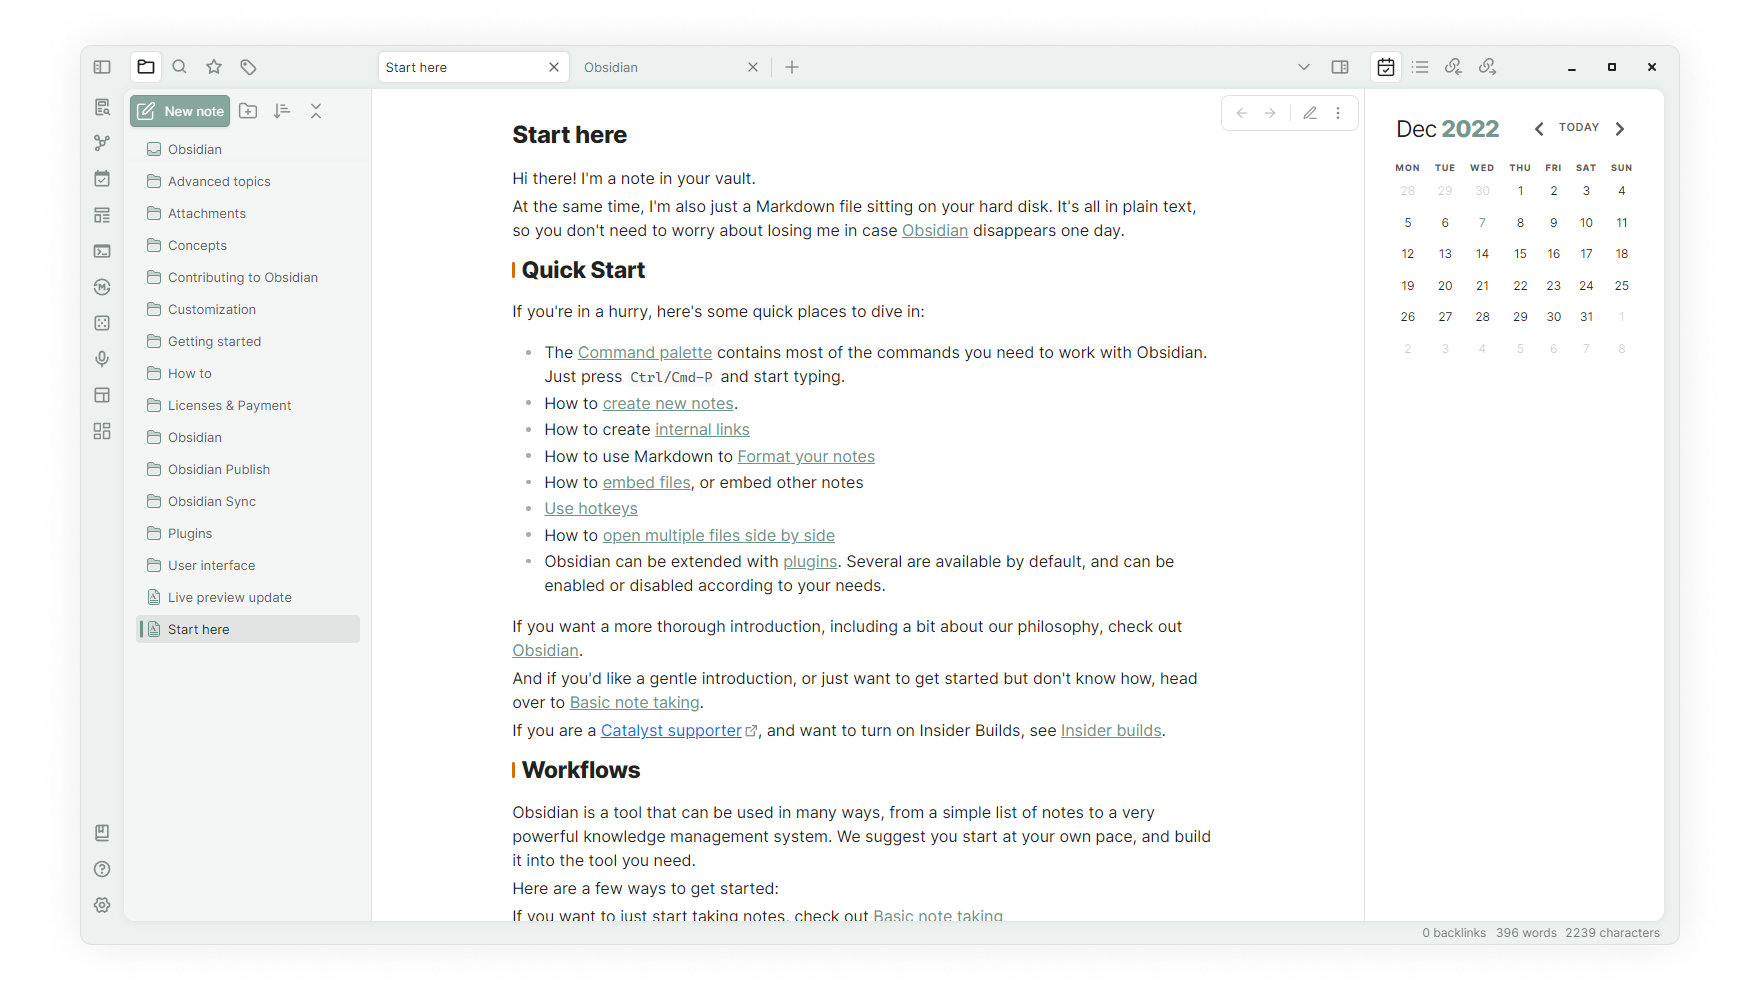 Start here
Obsidian
New note
Obsidian
Advanced topics
Attachments
Concepts
Contributing to Obsidian
Customization
Getting started
How to
Licenses & Payment
Obsidian
Obsidian Publish
Obsidian Sync
Plugins
User interface
Live preview update
Start here
Start here
Hi there! I'm a note in your vault.
At the same time, I'm also just a Markdown file sitting on your hard disk. It's all in plain text,
so you don't need to worry about losing me in case Obsidian disappears one day.
Quick Start
If you're in a hurry, here's some quick places to dive in:
The Command palette contains most of the commands you need to work with Obsidian.
Just press Ctrl/Cmd-P and start typing.
How to create new notes.
How to create internal links
How to use Markdown to Format your notes
How to embed files, or embed other notes
Use hotkeys
How to open multiple files side by side
Obsidian can be extended with plugins. Several are available by default, and can be
enabled or disabled according to your needs.
If you want a more thorough introduction, including a bit about our philosophy, check out
Obsidian.
And if you'd like a gentle introduction, or just want to get started but don't know how, head
over to Basic note taking.
If you are a Catalyst supporter, and want to turn on Insider Builds, see Insider builds.
Workflows
Obsidian is a tool that can be used in many ways, from a simple list of notes to a very
powerful knowledge management system. We suggest you start at your own pace, and build
it into the tool you need.
Here are a few ways to get started:
If you want to just start taking notes, check out Basic note taking
Dec 2022
TODAY
MON TUE WED THU FRI SAT SUN
28 29 30 1 2 3 4
5 6 7 8 9 10 11
12 13 14 15 16 17 18
19 20 21 22 23 24 25
26 27 28 29 30 31 1
2 3 4 5 6 7 8
0 backlinks 396 words 2239 characters